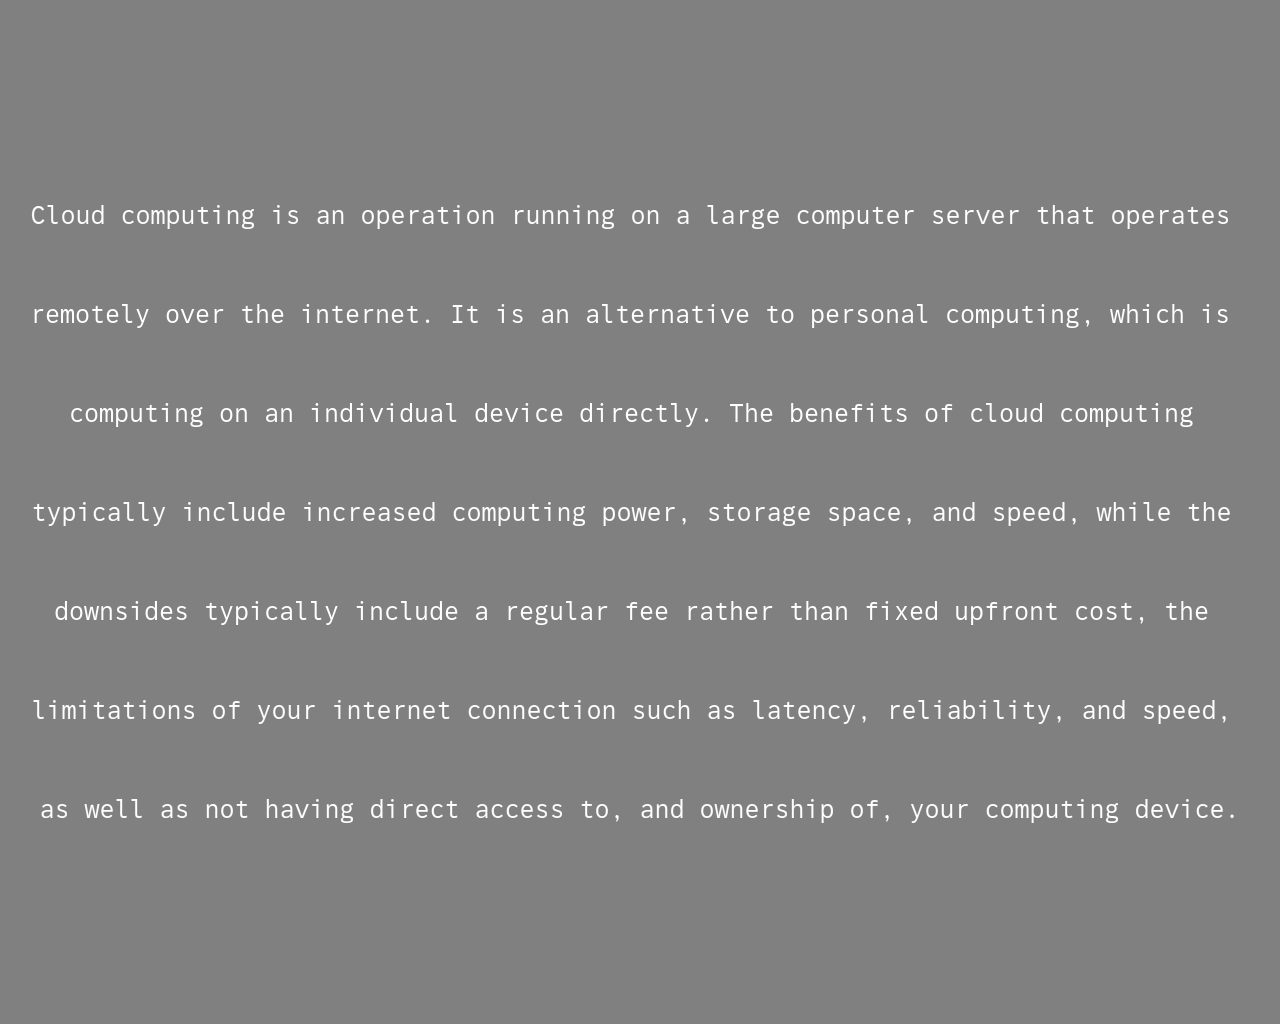 Cloud computing is an operation running on a large computer server that operates
remotely over the internet. It is an alternative to personal computing, which is
computing on an individual device directly. The benefits of cloud computing
typically include increased computing power, storage space, and speed, while the
downsides typically include a regular fee rather than fixed upfront cost, the
limitations of your internet connection such as latency, reliability, and speed,
as well as not having direct access to, and ownership of, your computing device.